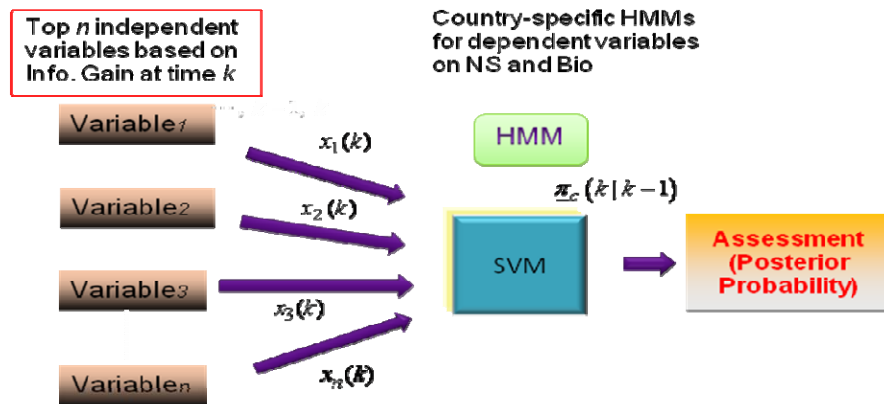 Top n independent
variables based on
Info. Gain at time k
Country-specific HMMs
for dependent variables
on NS and Bio
Variable1
x₁(k)
HMM
π_c(k|k−1)
Variable2
x₂(k)
SVM
Assessment
(Posterior
Probability)
Variable3
x₃(k)
xₙ(k)
Variablen